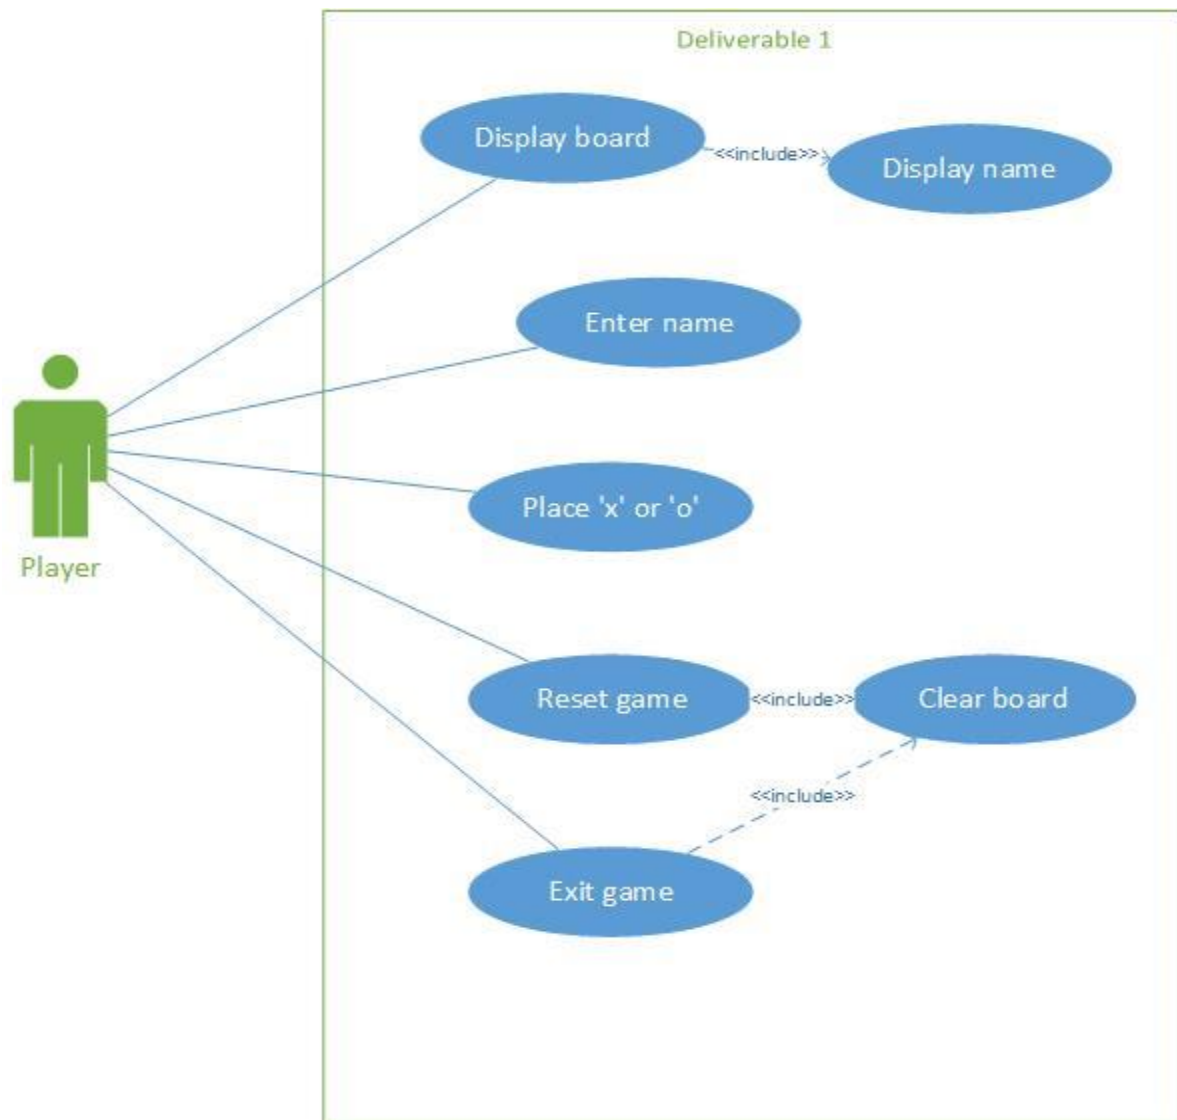 Deliverable 1
Display board
<<include>>
Display name
Enter name
Place 'x' or 'o'
Player
Reset game
<<include>>
Clear board
<<include>>
Exit game